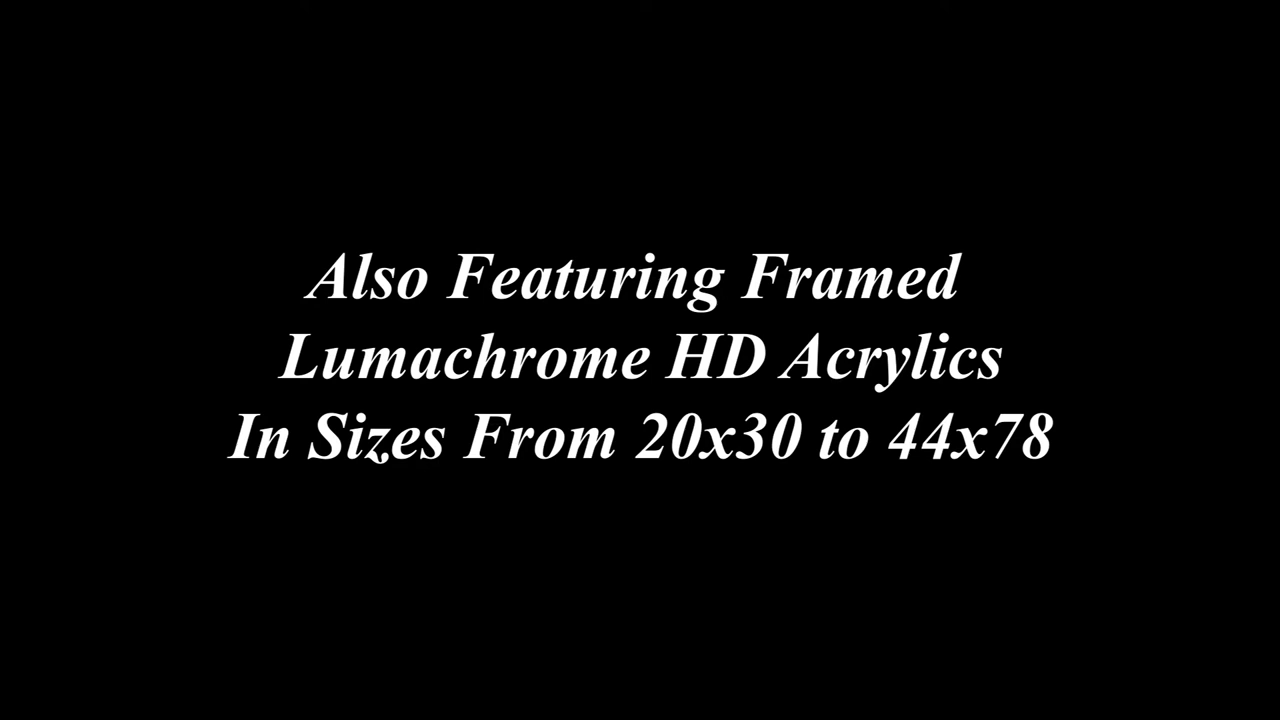 Also Featuring Framed
Lumachrome HD Acrylics
In Sizes From 20x30 to 44x78